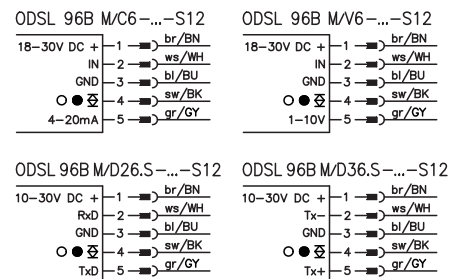 ODSL 96B M/C6-...-S12
18-30V DC + 1 br/BN
IN 2 ws/WH
GND 3 bl/BU
4 sw/BK
4-20mA 5 gr/GY
ODSL 96B M/V6-...-S12
18-30V DC + 1 br/BN
IN 2 ws/WH
GND 3 bl/BU
4 sw/BK
1-10V 5 gr/GY
ODSL 96B M/D26.S-...-S12
10-30V DC + 1 br/BN
RxD 2 ws/WH
GND 3 bl/BU
4 sw/BK
TxD 5 gr/GY
ODSL 96B M/D36.S-...-S12
10-30V DC + 1 br/BN
Tx- 2 ws/WH
GND 3 bl/BU
4 sw/BK
Tx+ 5 gr/GY